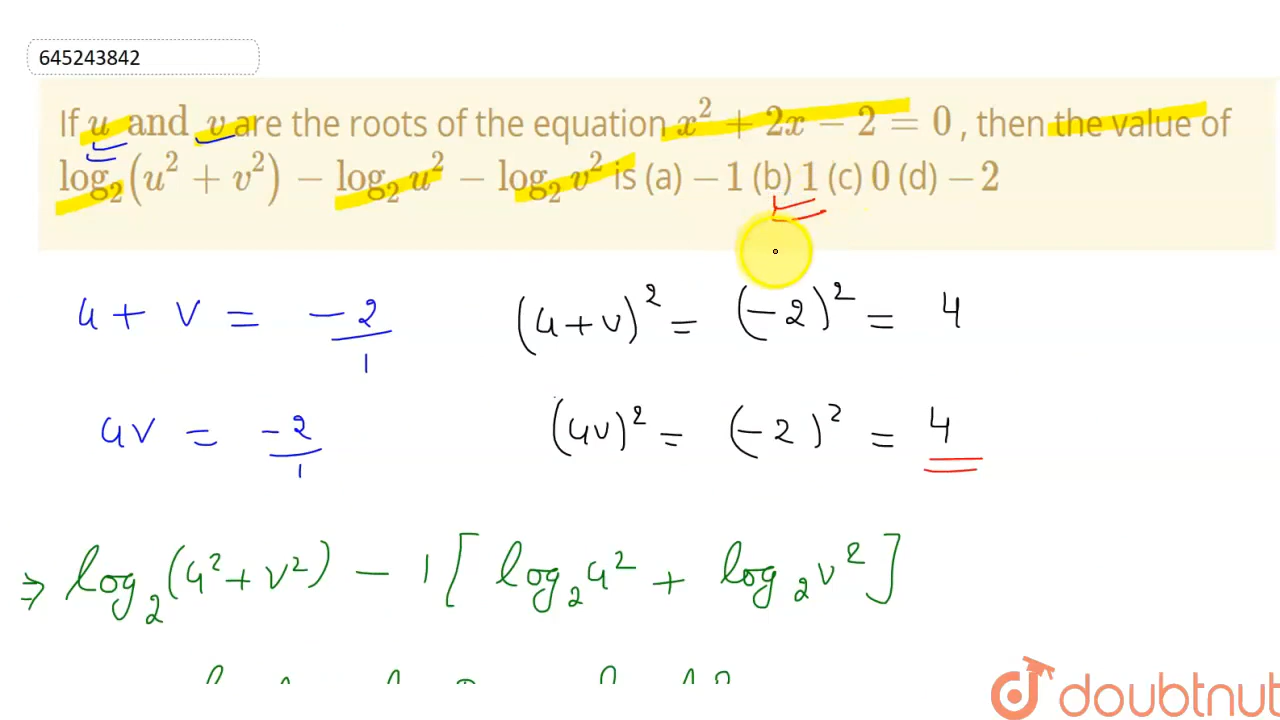 645243842
If u and v are the roots of the equation x² + 2x − 2 = 0 , then the value of
log₂(u² + v²) − log₂ u² − log₂ v² is (a) − 1 (b) 1 (c) 0 (d) − 2
u + v = -2/1 (u+v)² = (-2)² = 4
uv = -2/1 (uv)² = (-2)² = 4
⇒ log₂(u²+v²) - 1[log₂u² + log₂v²]
doubtnut